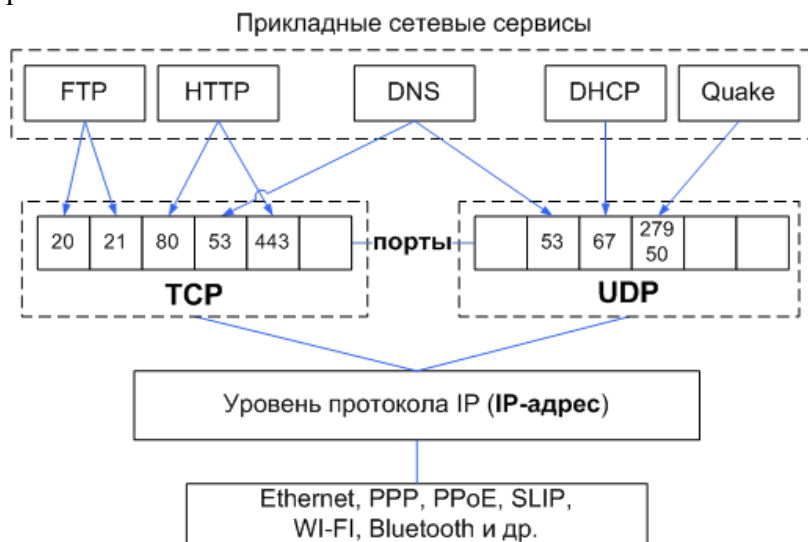 Прикладные сетевые сервисы
FTP
HTTP
DNS
DHCP
Quake
20
21
80
53
443
порты
53
67
279
50
TCP
UDP
Уровень протокола IP (IP-адрес)
Ethernet, PPP, PPoE, SLIP,
WI-FI, Bluetooth и др.